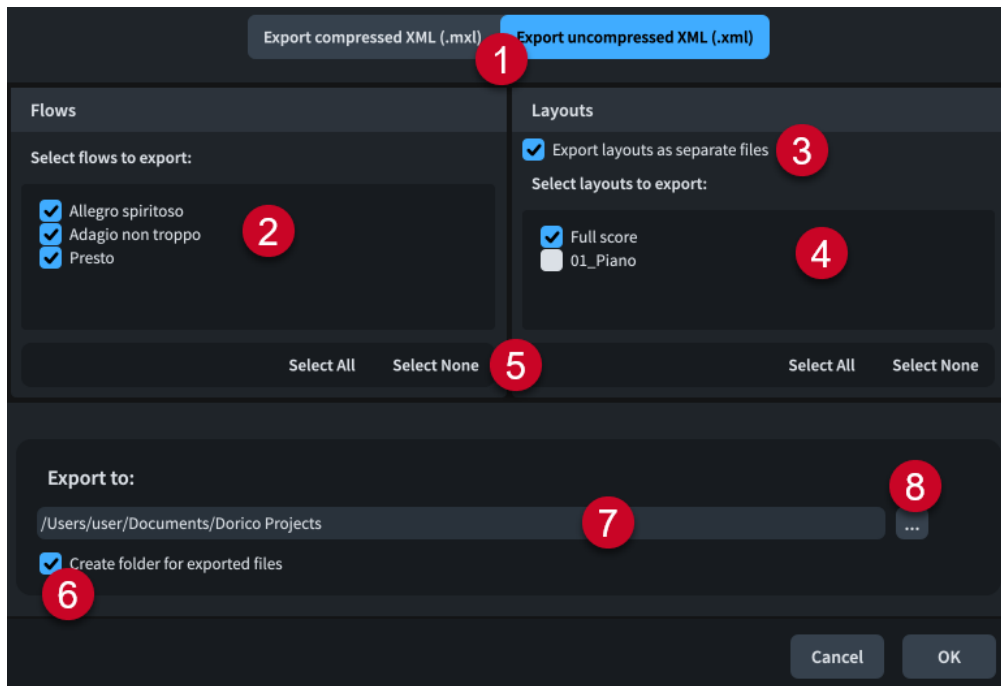 Export compressed XML (.mxl) Export uncompressed XML (.xml)
1
Flows
Select flows to export:
Allegro spiritoso
Adagio non troppo
Presto
2
Select All Select None
5
Layouts
Export layouts as separate files
3
Select layouts to export:
Full score
01_Piano
4
Select All Select None
Export to:
8
/Users/user/Documents/Dorico Projects
7
...
Create folder for exported files
6
Cancel OK